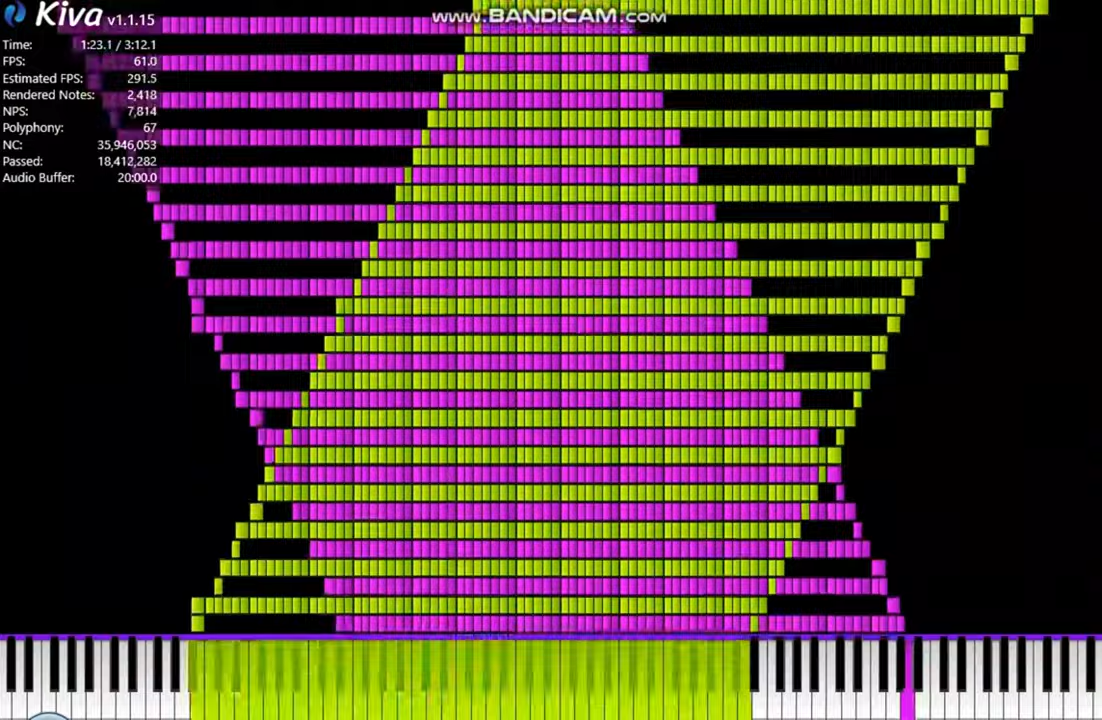 Kiva v1.1.15
www.BANDICAM.com
Time: 1:23.1 / 3:12.1
FPS: 61.0
Estimated FPS: 291.5
Rendered Notes: 2,418
NPS: 7,814
Polyphony: 67
NC: 35,946,053
Passed: 18,412,282
Audio Buffer: 20:00.0